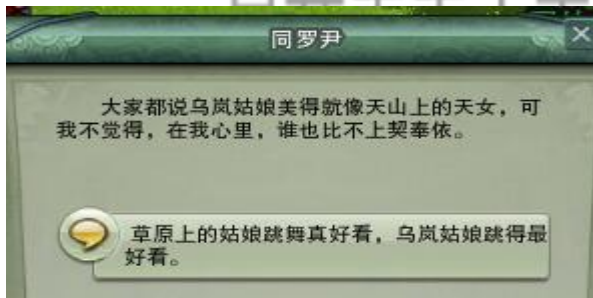 同罗尹
大家都说乌岚姑娘美得就像天山上的天女，可
我不觉得，在我心里，谁也比不上契奉依。
草原上的姑娘跳舞真好看，乌岚姑娘跳得最
好看。